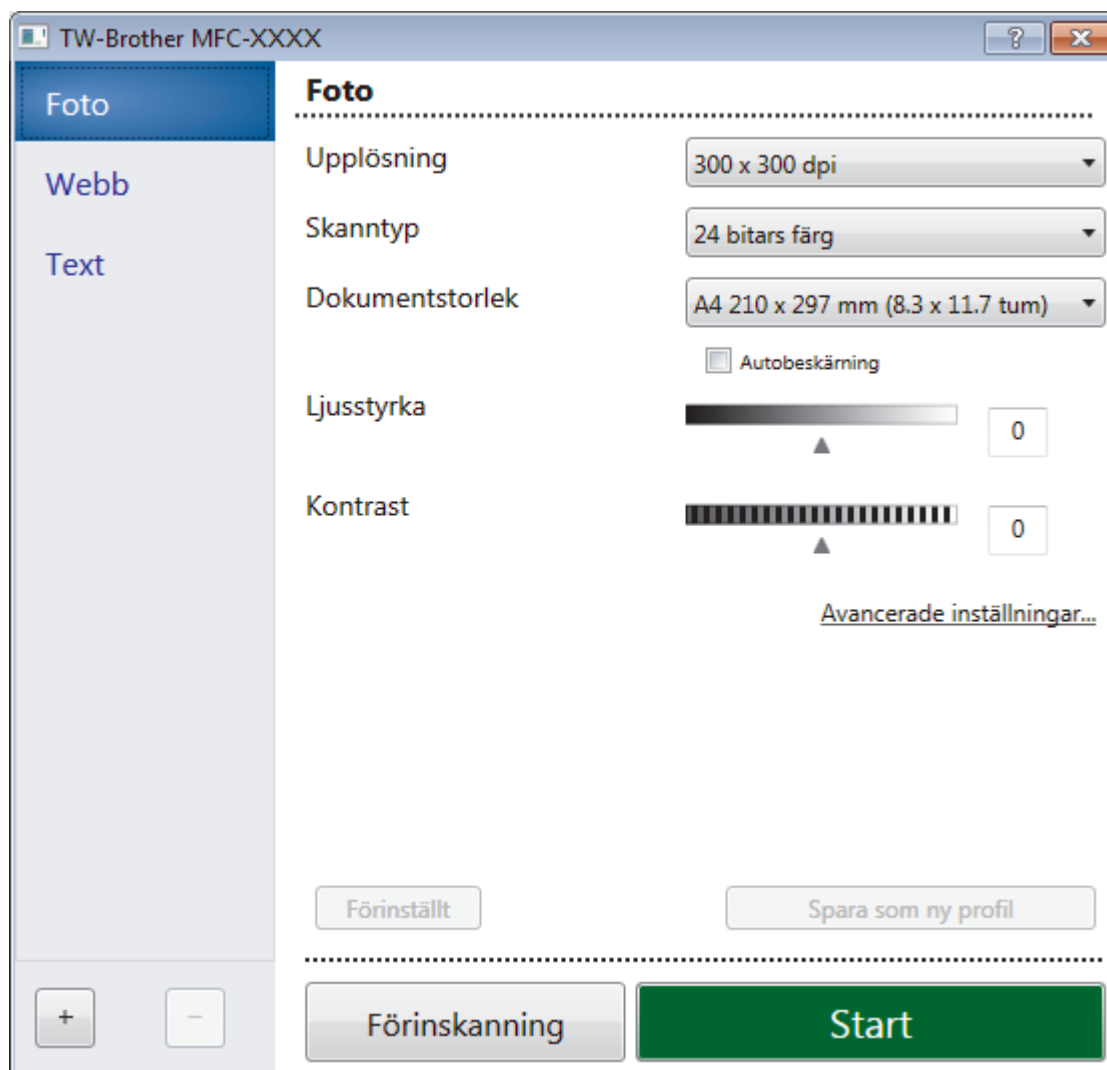 TW-Brother MFC-XXXX
Foto
Webb
Text
Foto
Upplösning
300 x 300 dpi
Skanntyp
24 bitars färg
Dokumentstorlek
A4 210 x 297 mm (8.3 x 11.7 tum)
Autobeskärning
Ljusstyrka
0
Kontrast
0
Avancerade inställningar...
Förinställt
Spara som ny profil
+
−
Förinskanning
Start